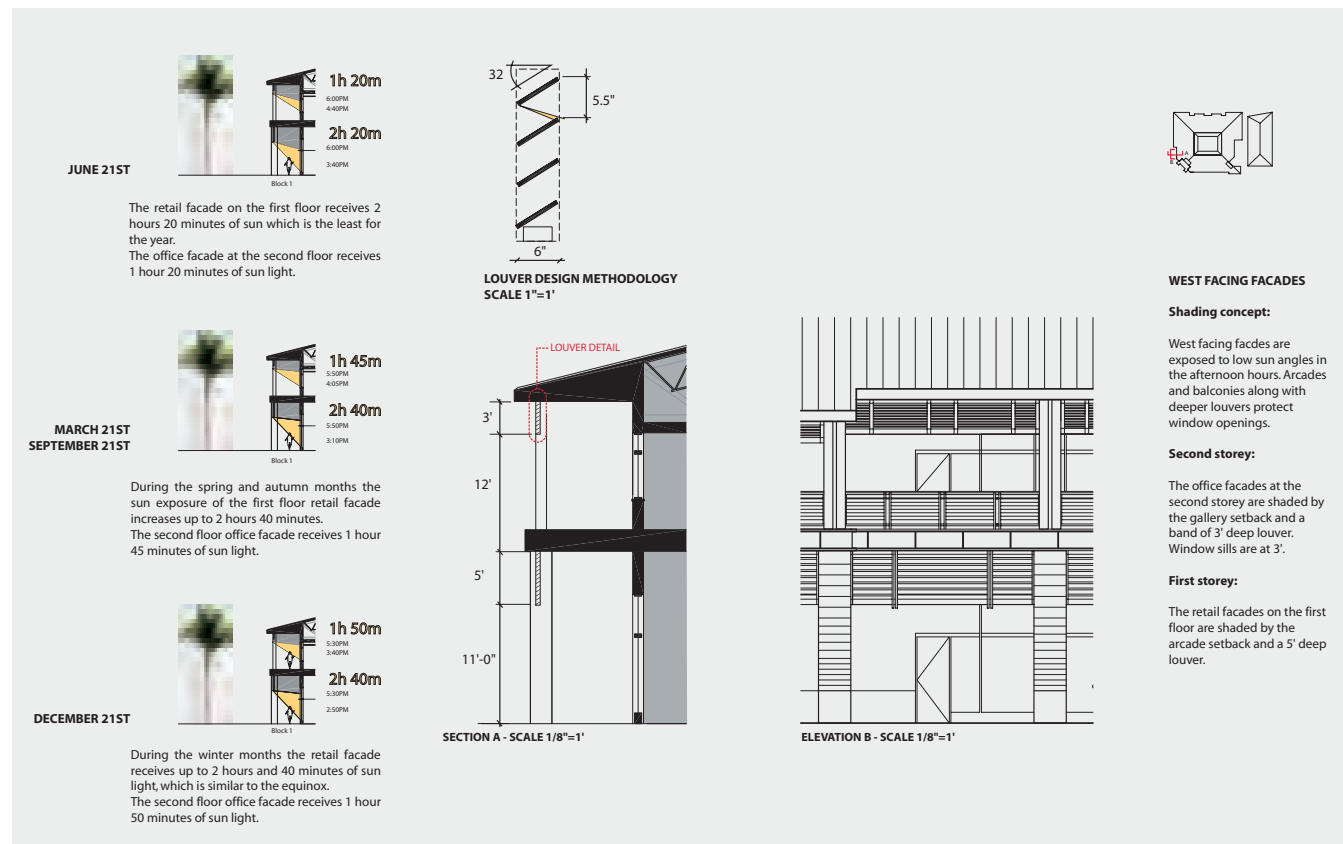 1h 20m
6:00PM
4:40PM
2h 20m
6:00PM
3:40PM
JUNE 21ST
Block 1
The retail facade on the first floor receives 2
hours 20 minutes of sun which is the least for
the year.
The office facade at the second floor receives
1 hour 20 minutes of sun light.
1h 45m
5:50PM
4:05PM
2h 40m
5:50PM
3:10PM
MARCH 21ST
SEPTEMBER 21ST
Block 1
During the spring and autumn months the
sun exposure of the first floor retail facade
increases up to 2 hours 40 minutes.
The second floor office facade receives 1 hour
45 minutes of sun light.
1h 50m
5:30PM
3:40PM
2h 40m
5:30PM
2:50PM
DECEMBER 21ST
Block 1
During the winter months the retail facade
receives up to 2 hours and 40 minutes of sun
light, which is similar to the equinox.
The second floor office facade receives 1 hour
50 minutes of sun light.
32
5.5"
6"
LOUVER DESIGN METHODOLOGY
SCALE 1"=1'
LOUVER DETAIL
3'
12'
5'
11'-0"
SECTION A - SCALE 1/8"=1'
ELEVATION B - SCALE 1/8"=1'
A
B
WEST FACING FACADES
Shading concept:
West facing facdes are
exposed to low sun angles in
the afternoon hours. Arcades
and balconies along with
deeper louvers protect
window openings.
Second storey:
The office facades at the
second storey are shaded by
the gallery setback and a
band of 3' deep louver.
Window sills are at 3'.
First storey:
The retail facades on the first
floor are shaded by the
arcade setback and a 5' deep
louver.